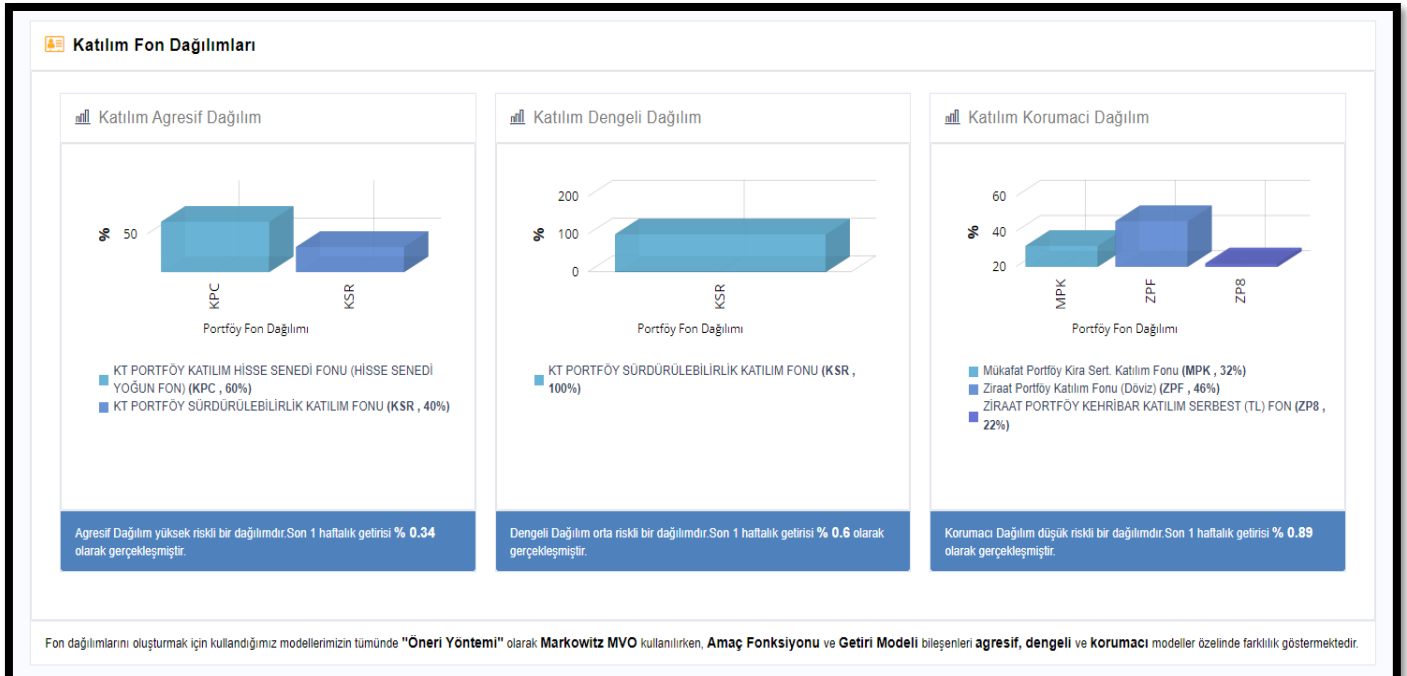 Katılım Fon Dağılımları
Katılım Agresif Dağılım
%
50
KPC
KSR
Portföy Fon Dağılımı
KT PORTFÖY KATILIM HİSSE SENEDİ FONU (HİSSE SENEDİ
YOĞUN FON) (KPC , 60%)
KT PORTFÖY SÜRDÜRÜLEBİLİRLİK KATILIM FONU (KSR , 40%)
Agresif Dağılım yüksek riskli bir dağılımdır.Son 1 haftalık getirisi % 0.34
olarak gerçekleşmiştir.
Katılım Dengeli Dağılım
%
200
100
0
KSR
Portföy Fon Dağılımı
KT PORTFÖY SÜRDÜRÜLEBİLİRLİK KATILIM FONU (KSR ,
100%)
Dengeli Dağılım orta riskli bir dağılımdır.Son 1 haftalık getirisi % 0.6 olarak
gerçekleşmiştir.
Katılım Korumaci Dağılım
%
60
40
20
MPK
ZPF
ZP8
Portföy Fon Dağılımı
Mükafat Portföy Kira Sert. Katılım Fonu (MPK , 32%)
Ziraat Portföy Katılım Fonu (Döviz) (ZPF , 46%)
ZİRAAT PORTFÖY KEHRİBAR KATILIM SERBEST (TL) FON (ZP8 ,
22%)
Korumacı Dağılım düşük riskli bir dağılımdır.Son 1 haftalık getirisi % 0.89
olarak gerçekleşmiştir.
Fon dağılımlarını oluşturmak için kullandığımız modellerimizin tümünde "Öneri Yöntemi" olarak Markowitz MVO kullanılırken, Amaç Fonksiyonu ve Getiri Modeli bileşenleri agresif, dengeli ve korumacı modeller özelinde farklılık göstermektedir.